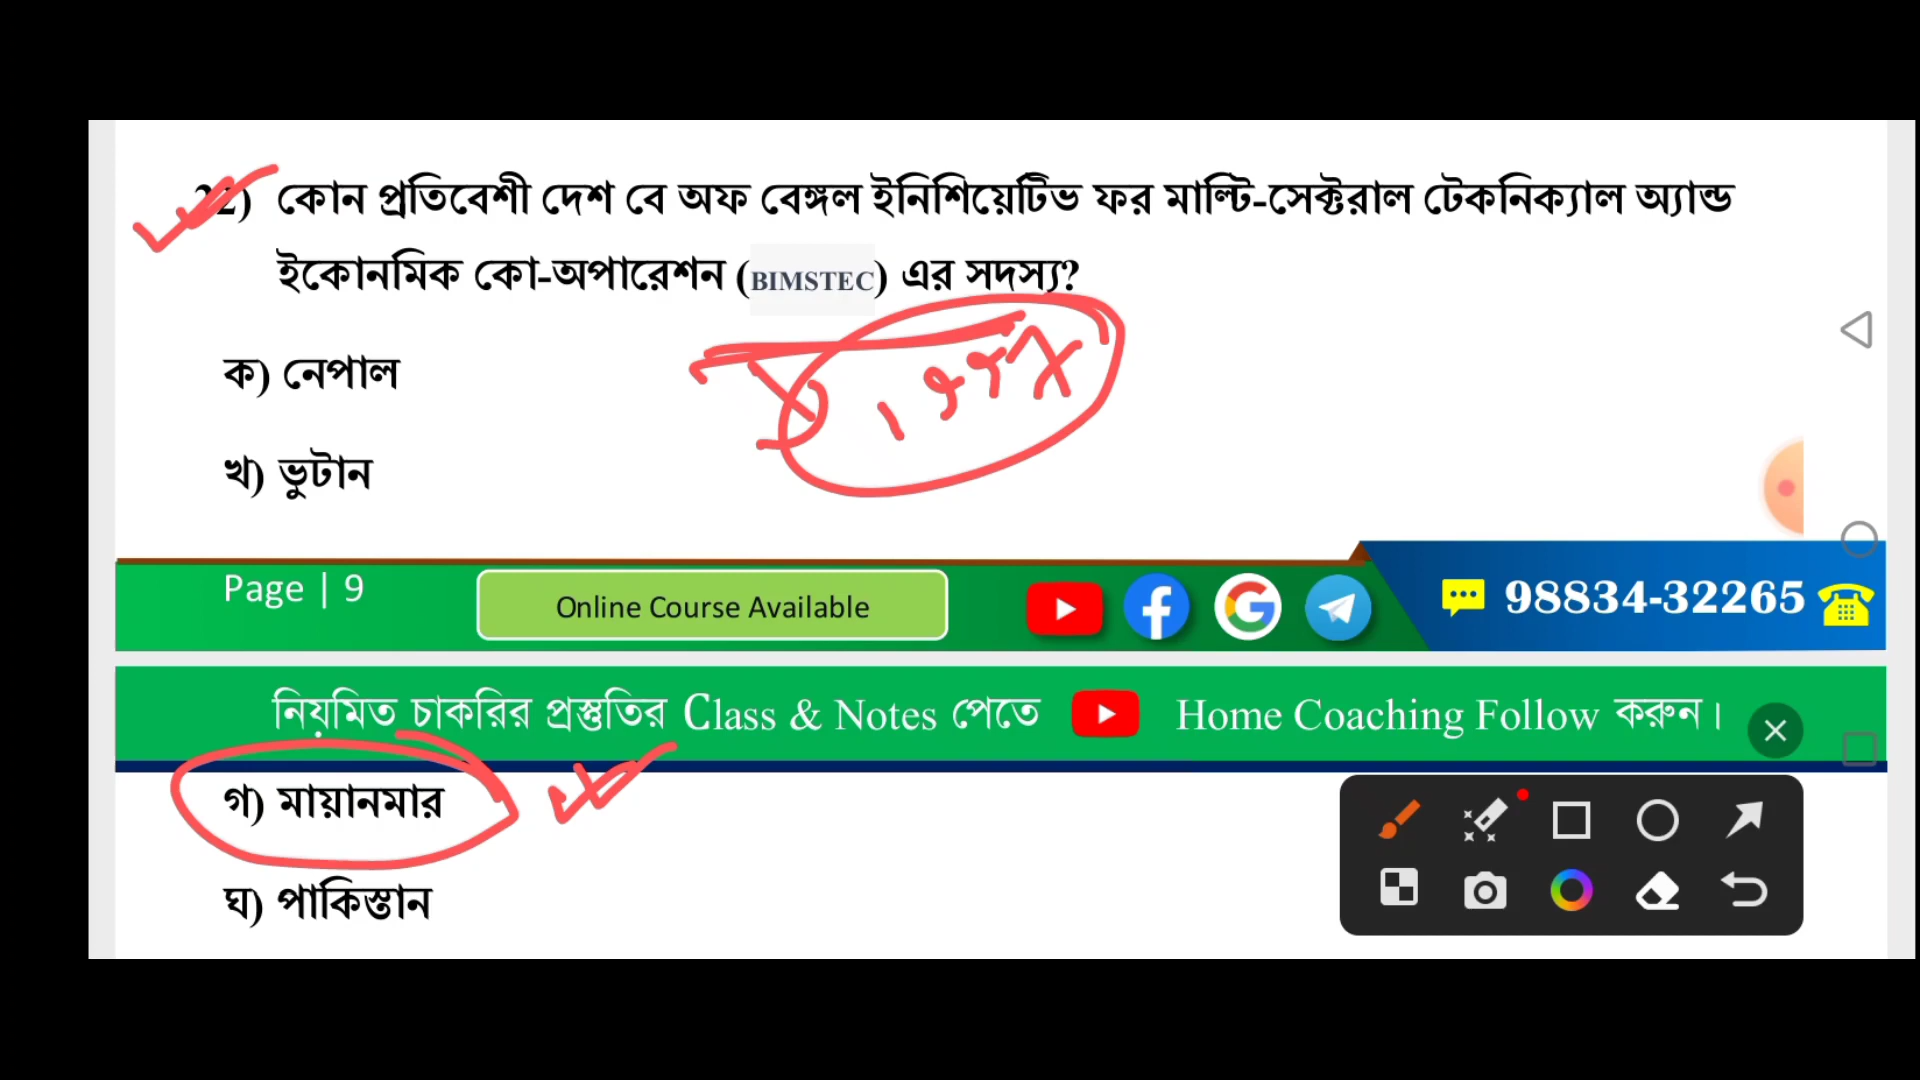 কোন প্রতিবেশী দেশ বে অফ বেঙ্গল ইনিশিয়েটিভ ফর মাল্টি-সেক্টরাল টেকনিক্যাল অ্যান্ড
ইকোনমিক কো-অপারেশন (BIMSTEC) এর সদস্য?
ক) নেপাল
খ) ভুটান
Page | 9
Online Course Available
98834-32265
নিয়মিত চাকরির প্রস্তুতির Class & Notes পেতে Home Coaching Follow করুন।
গ) মায়ানমার
ঘ) পাকিস্তান